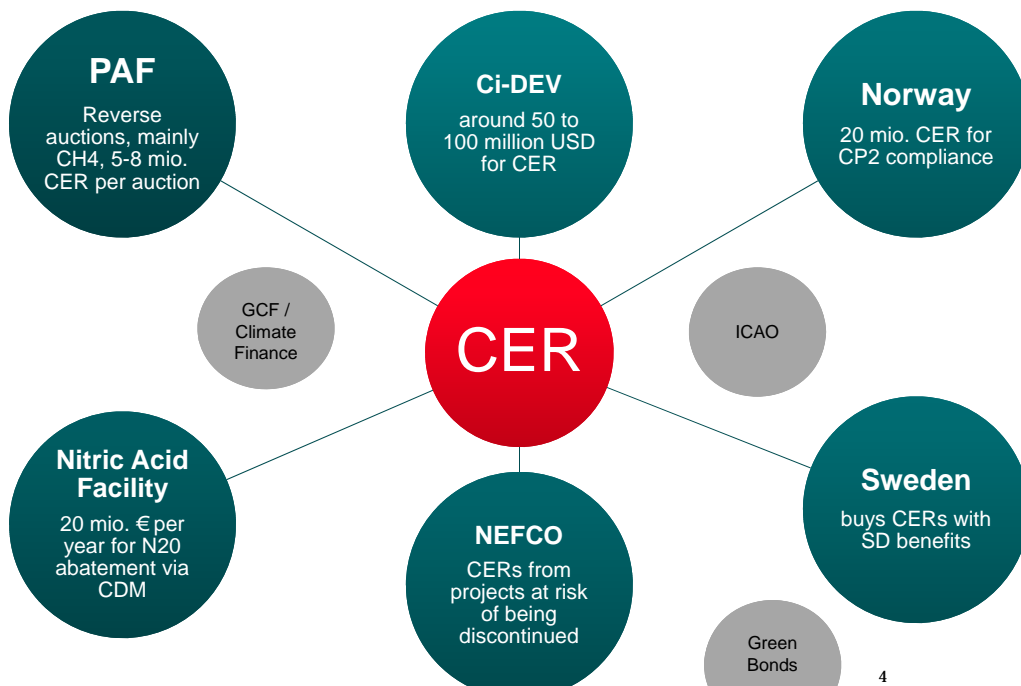 PAF
Reverse
auctions, mainly
CH4, 5-8 mio.
CER per auction
Ci-DEV
around 50 to
100 million USD
for CER
Norway
20 mio. CER for
CP2 compliance
GCF /
Climate
Finance
CER
ICAO
Nitric Acid
Facility
20 mio. € per
year for N20
abatement via
CDM
NEFCO
CERs from
projects at risk
of being
discontinued
Sweden
buys CERs with
SD benefits
Green
Bonds
4